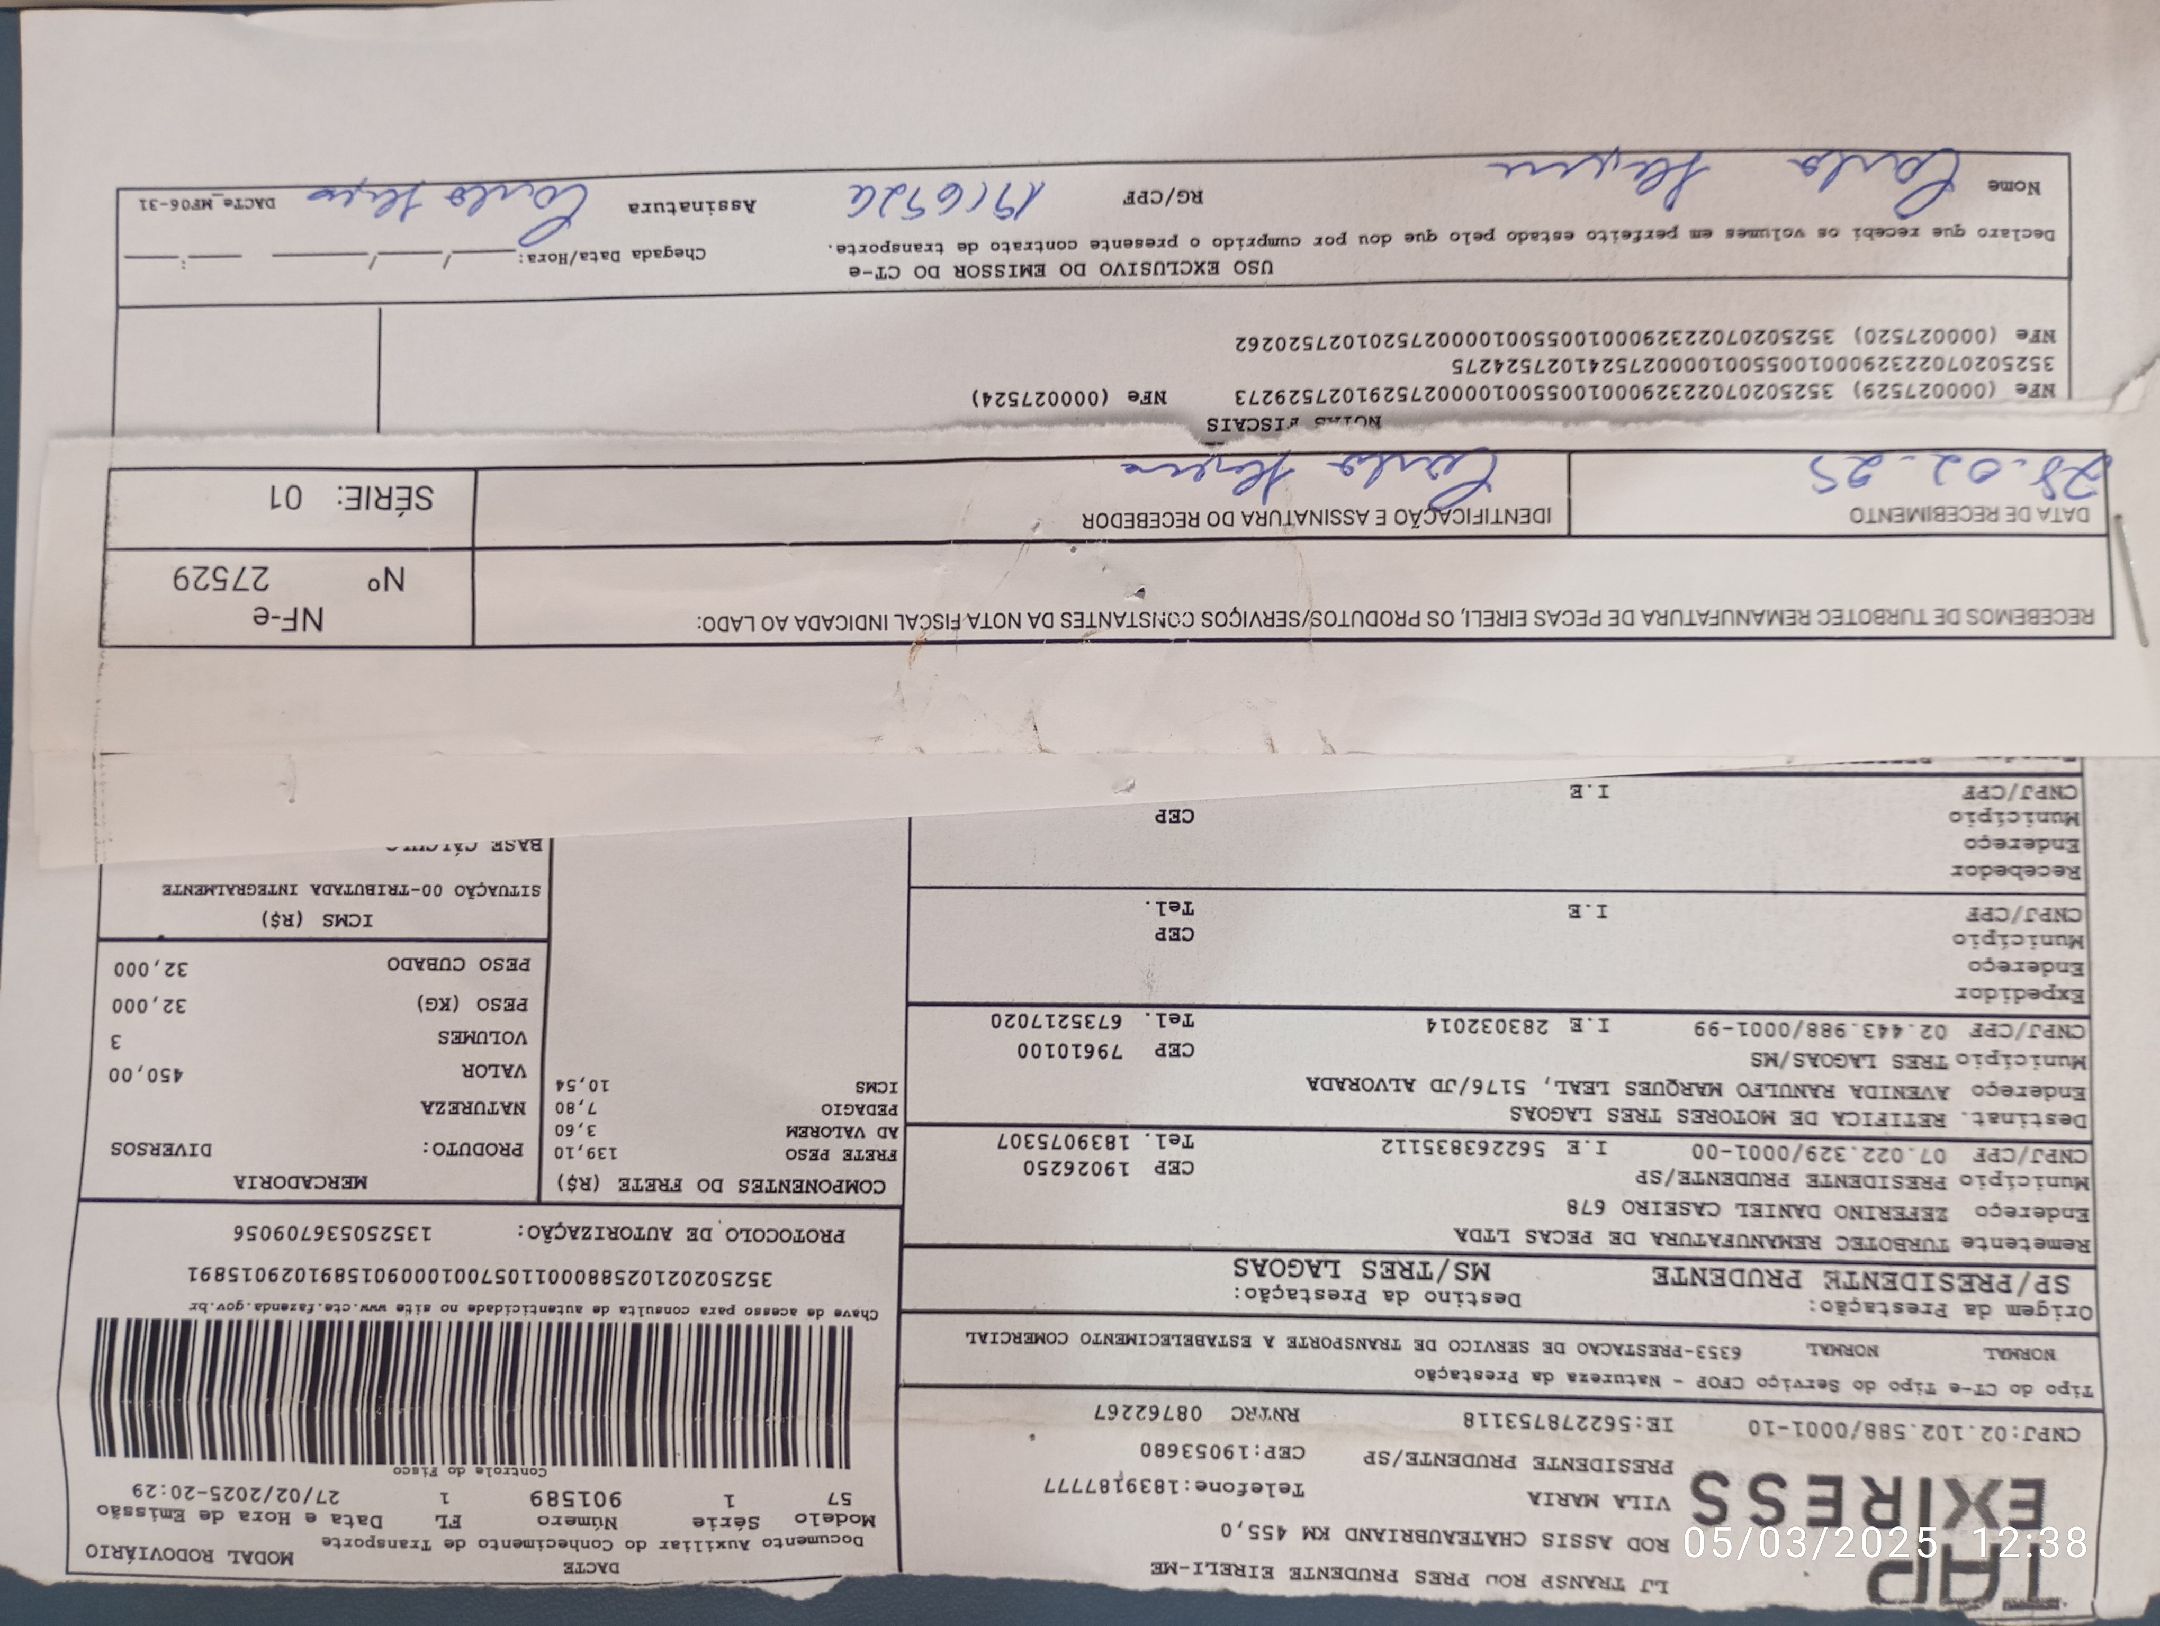 TAP
EXIRESS
LJ TRANSP ROD PRES PRUDENTE EIRELI-ME
ROD ASSIS CHATEAUBRIAND KM 455,0
VILA MARIA Telefone:1839187777
PRESIDENTE PRUDENTE/SP CEP:19053680
CNPJ:02.102.588/0001-10 IE:562278753118 RNTRC 08762267
DACTE MODAL RODOVIÁRIO
Documento Auxiliar do Conhecimento de Transporte
Modelo Série Número FL Data e Hora de Emissão
57 1 901589 1 27/02/2025-20:29
Controle do Fisco
Chave de acesso para consulta de autenticidade no site www.cte.fazenda.gov.br
35250202102588000110570010009015891029015891
PROTOCOLO DE AUTORIZAÇÃO: 135250536709056
Tipo do CT-e Tipo do Serviço CFOP - Natureza da Prestação
NORMAL NORMAL 6353-PRESTACAO DE SERVICO DE TRANSPORTE A ESTABELECIMENTO COMERCIAL
Origem da Prestação: Destino da Prestação:
SP/PRESIDENTE PRUDENTE MS/TRES LAGOAS
Remetente TURBOTEC REMANUFATURA DE PECAS LTDA
Endereço ZEFERINO DANIEL CASEIRO 678
Município PRESIDENTE PRUDENTE/SP CEP 19026250
CNPJ/CPF 07.022.329/0001-00 I.E 562263835112 Tel. 1839075307
Destinat. RETIFICA DE MOTORES TRES LAGOAS
Endereço AVENIDA RANULFO MARQUES LEAL, 5176/JD ALVORADA
Município TRES LAGOAS/MS CEP 79610100
CNPJ/CPF 02.443.988/0001-99 I.E 283032014 Tel. 6735217020
Expedidor
Endereço
Município CEP
CNPJ/CPF I.E Tel.
Recebedor
Endereço
Município CEP
CNPJ/CPF I.E
COMPONENTES DO FRETE (R$)
FRETE PESO 139,10
AD VALOREM 3,60
PEDAGIO 7,80
ICMS 10,54
MERCADORIA
PRODUTO: DIVERSOS
NATUREZA
VALOR 450,00
VOLUMES 3
PESO (KG) 32,000
PESO CUBADO 32,000
ICMS (R$)
SITUAÇÃO 00-TRIBUTADA INTEGRALMENTE
BASE CÁLCULO
RECEBEMOS DE TURBOTEC REMANUFATURA DE PECAS EIRELI, OS PRODUTOS/SERVIÇOS CONSTANTES DA NOTA FISCAL INDICADA AO LADO:
NF-e
Nº 27529
SÉRIE: 01
DATA DE RECEBIMENTO IDENTIFICAÇÃO E ASSINATURA DO RECEBEDOR
28.02.25
NOTAS FISCAIS
NFe (000027529) 35250207022329000100550010000275291027529273 NFe (000027524)
35250207022329000100550010000275241027524275
NFe (000027520) 35250207022329000100550010000275201027520262
USO EXCLUSIVO DO EMISSOR DO CT-e
Declaro que recebi os volumes em perfeito estado pelo que dou por cumprido o presente contrato de transporte. Chegada Data/Hora: ____/____/____ ___:___
Nome RG/CPF Assinatura DACTe_MF06-31
05/03/2025 12:38